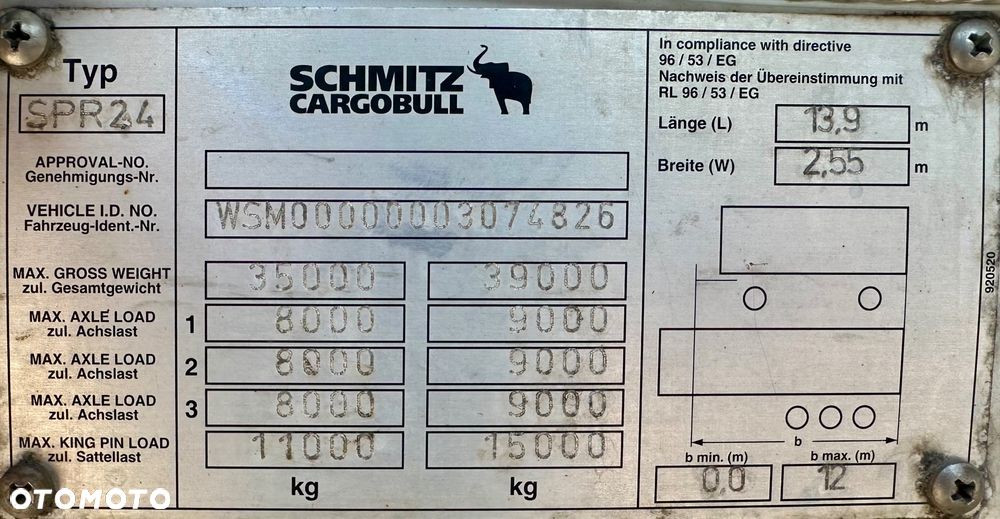 Typ
SPR24
SCHMITZ
CARGOBULL
In compliance with directive
96 / 53 / EG
Nachweis der Übereinstimmung mit
RL 96 / 53 / EG
Länge (L) 13,9 m
Breite (W) 2,55 m
APPROVAL-NO.
Genehmigungs-Nr.
VEHICLE I.D. NO.
Fahrzeug-Ident.-Nr.
WSM00000003074826
MAX. GROSS WEIGHT
zul. Gesamtgewicht
35000 39000
MAX. AXLE LOAD
zul. Achslast
1 8000 9000
MAX. AXLE LOAD
zul. Achslast
2 8000 9000
MAX. AXLE LOAD
zul. Achslast
3 8000 9000
MAX. KING PIN LOAD
zul. Sattellast
11000 15000
kg kg
920520
b
b min. (m) b max. (m)
0,0 12
OTOMOTO